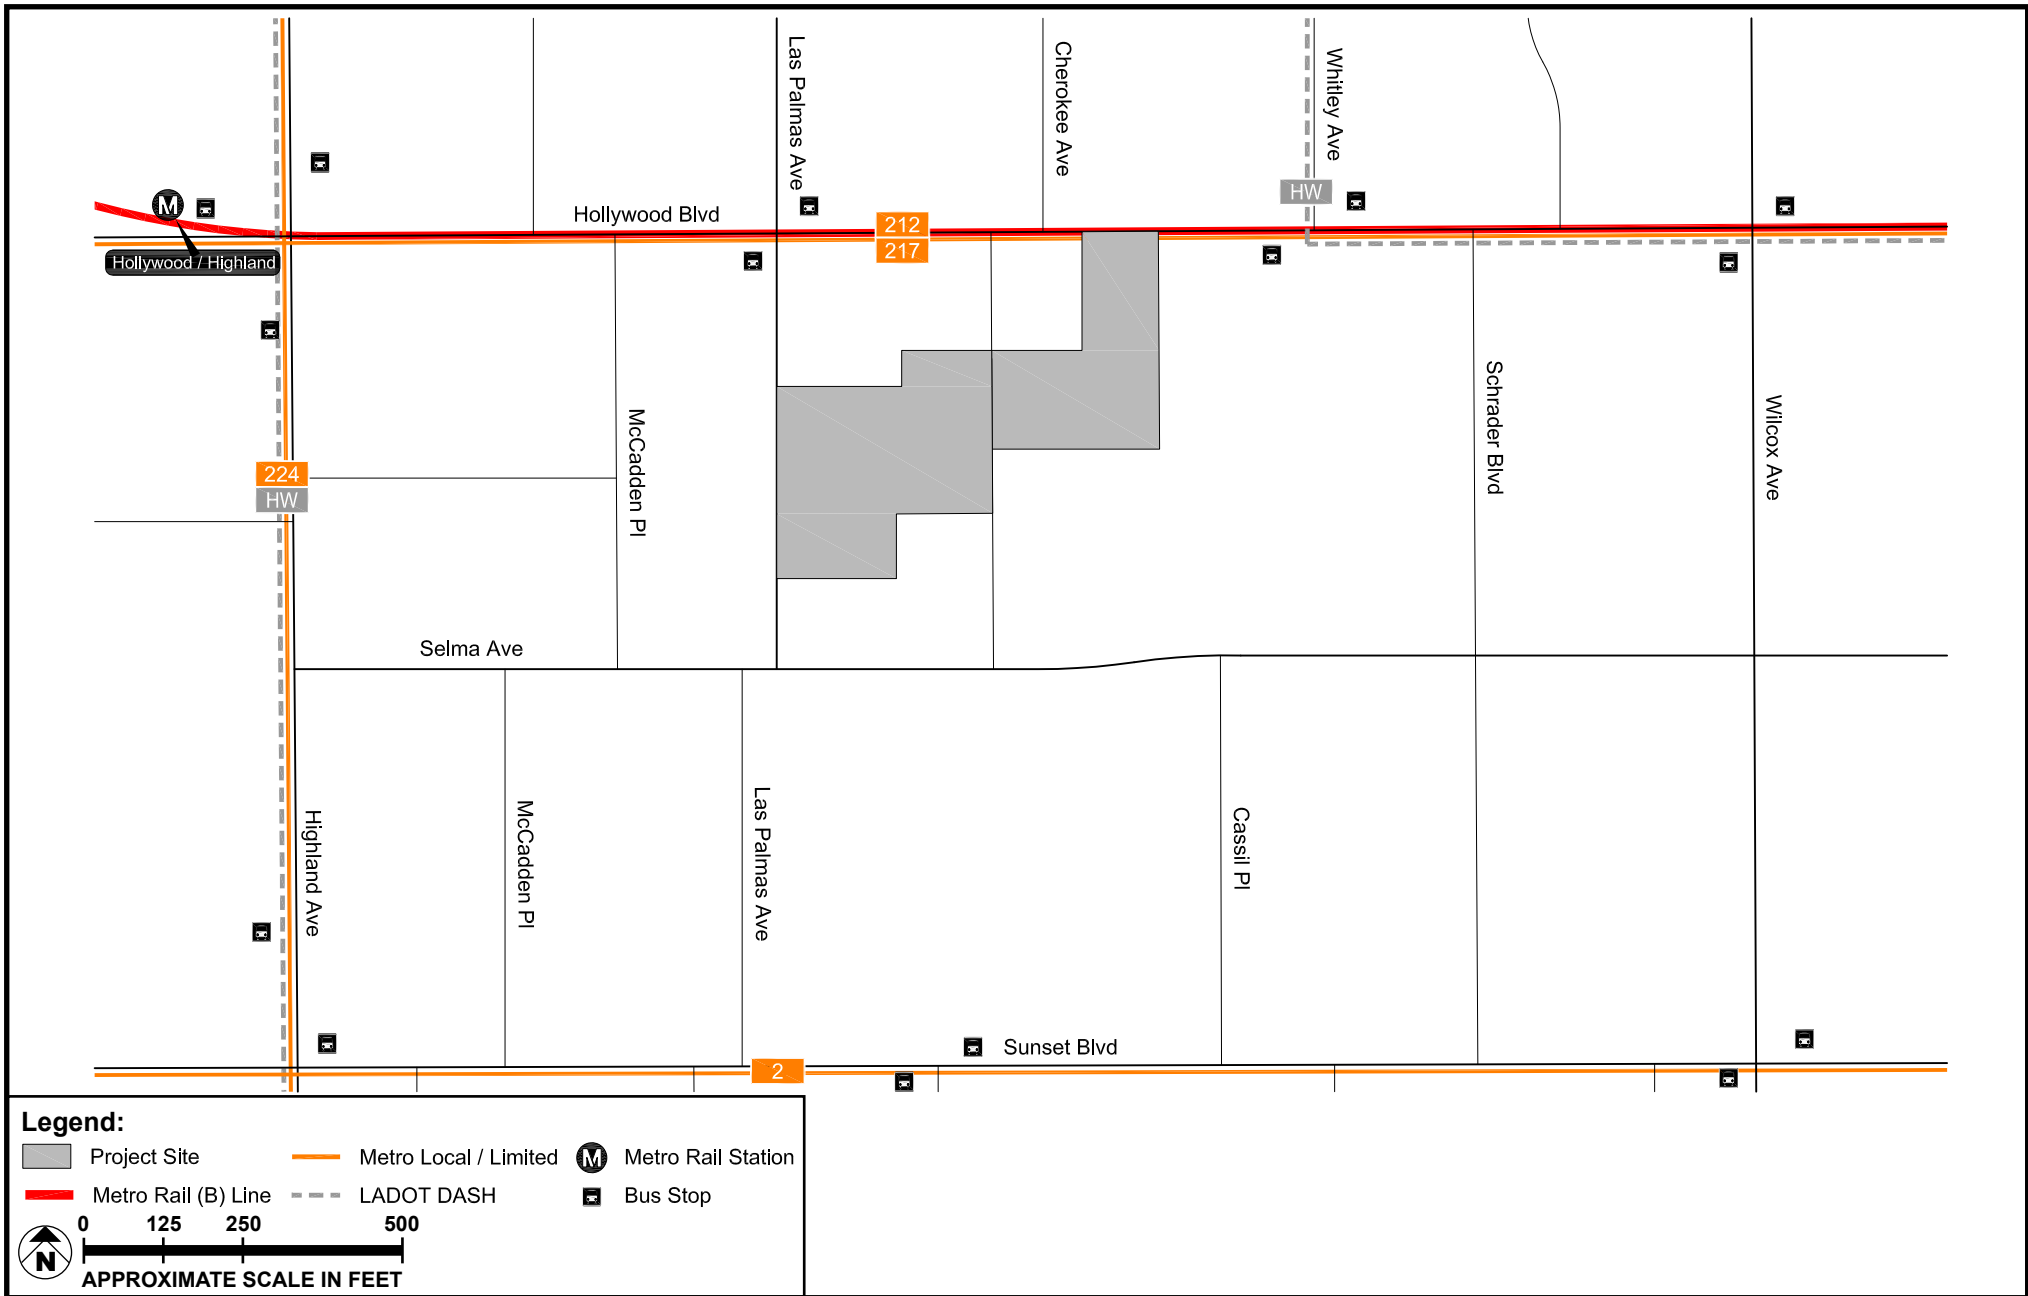 Las Palmas Ave
Cherokee Ave
Whitley Ave
HW
M
Hollywood Blvd
212
217
Hollywood / Highland
224
HW
McCadden Pl
Schrader Blvd
Wilcox Ave
Selma Ave
Highland Ave
McCadden Pl
Las Palmas Ave
Cassil Pl
Sunset Blvd
2
Legend:
Project Site
Metro Local / Limited
M Metro Rail Station
Metro Rail (B) Line
LADOT DASH
Bus Stop
0 125 250 500
N
APPROXIMATE SCALE IN FEET